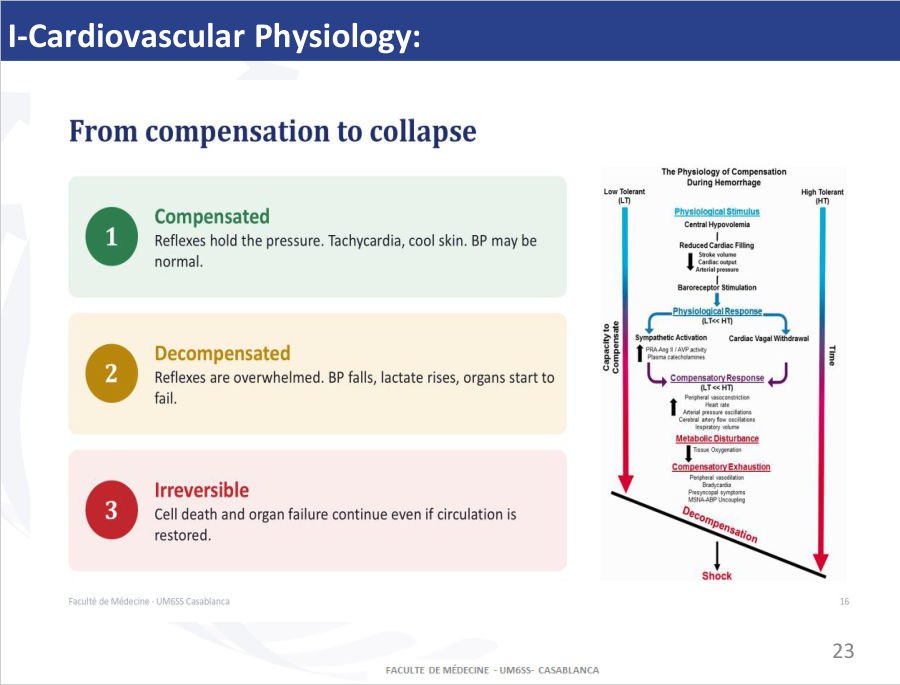 I-Cardiovascular Physiology:
From compensation to collapse
1
Compensated
Reflexes hold the pressure. Tachycardia, cool skin. BP may be
normal.
2
Decompensated
Reflexes are overwhelmed. BP falls, lactate rises, organs start to
fail.
3
Irreversible
Cell death and organ failure continue even if circulation is
restored.
The Physiology of Compensation
During Hemorrhage
Low Tolerant
(LT)
High Tolerant
(HT)
Physiological Stimulus
Central Hypovolemia
Reduced Cardiac Filling
Stroke volume
Cardiac output
Arterial pressure
Baroreceptor Stimulation
Physiological Response
(LT<< HT)
Capacity to
Compensate
Time
Sympathetic Activation
PRA-Ang II / AVP activity
Plasma catecholamines
Cardiac Vagal Withdrawal
Compensatory Response
(LT << HT)
Peripheral vasoconstriction
Heart rate
Arterial pressure oscillations
Cerebral artery flow oscillations
Inspiratory volume
Metabolic Disturbance
Tissue Oxygenation
Compensatory Exhaustion
Peripheral vasodilation
Bradycardia
Presyncopal symptoms
MSNA-ABP Uncoupling
Decompensation
Shock
Faculté de Médecine - UM6SS Casablanca
16
23
FACULTE DE MÉDECINE - UM6SS- CASABLANCA